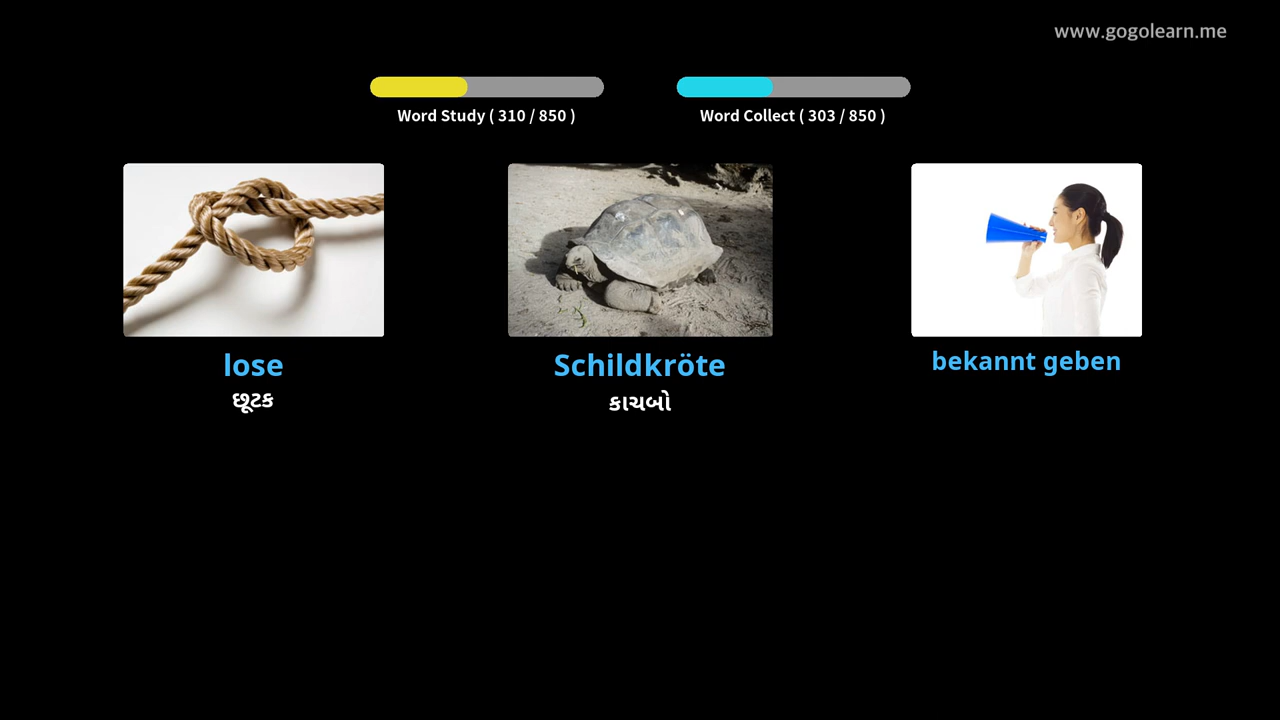 www.gogolearn.me
Word Study ( 310 / 850 )
Word Collect ( 303 / 850 )
lose
છૂટક
Schildkröte
કાચબો
bekannt geben